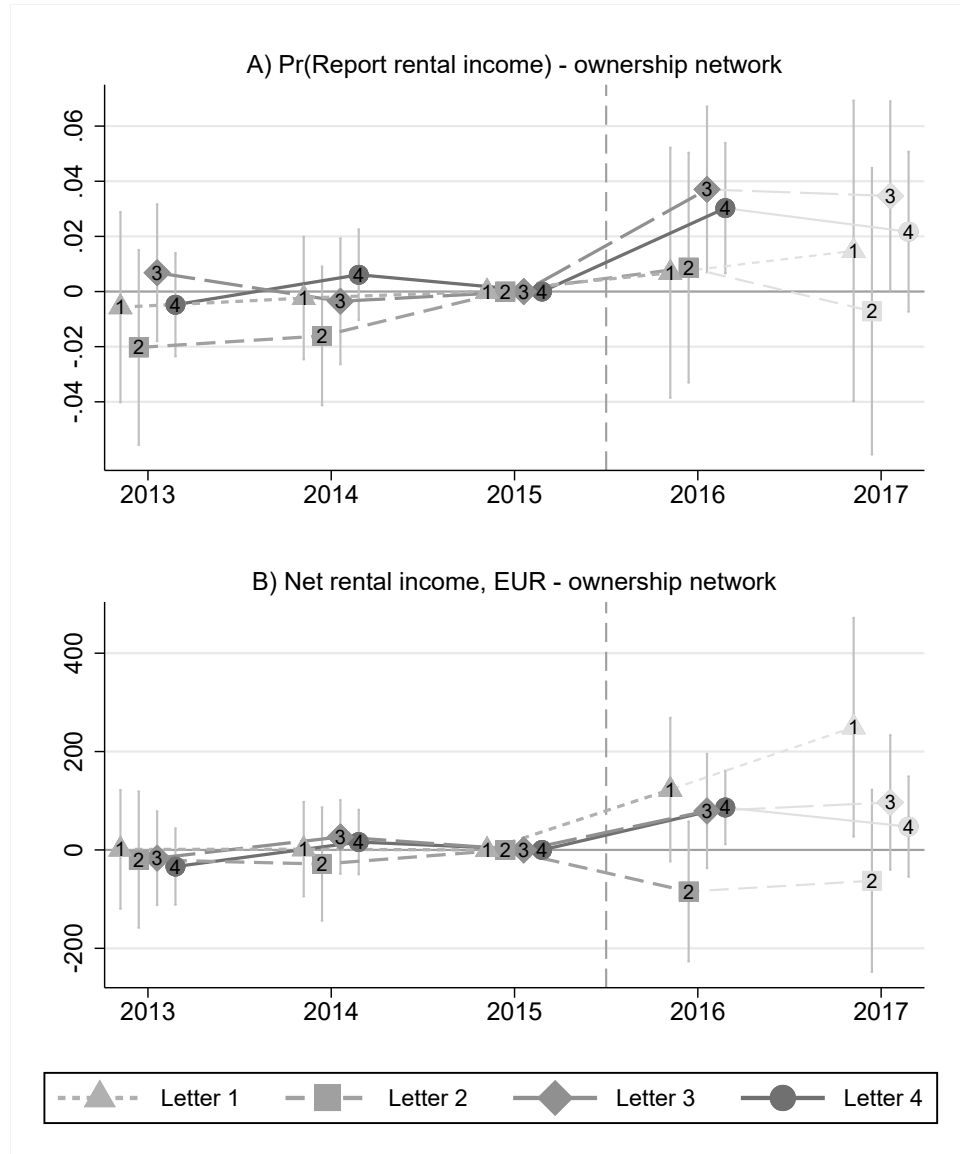 A) Pr(Report rental income) - ownership network
.06
.04
.02
0
-.02
-.04
1 2 3 4
1 2 3 4
1 2 3 4
1 2 3 4
1 2 3 4
2013 2014 2015 2016 2017
B) Net rental income, EUR - ownership network
400
200
0
-200
1 2 3 4
1 2 3 4
1 2 3 4
1 2 3 4
1 2 3 4
2013 2014 2015 2016 2017
Letter 1 Letter 2 Letter 3 Letter 4